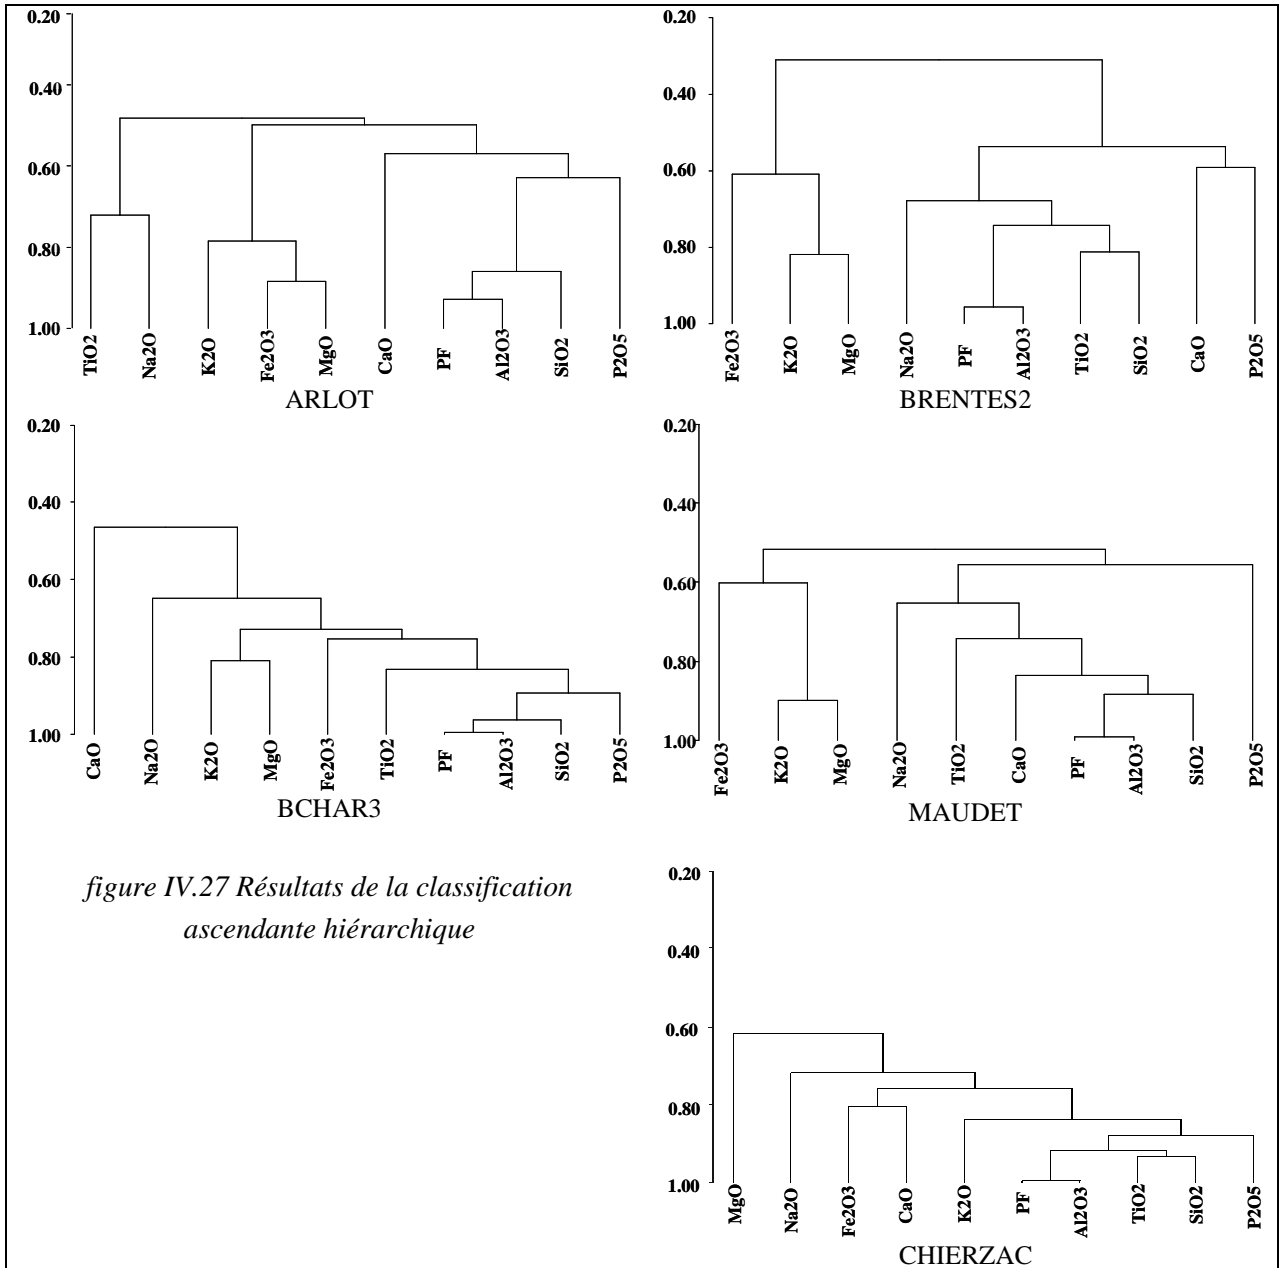 0.20
0.40
0.60
0.80
1.00
TiO2
Na2O
K2O
Fe2O3
MgO
CaO
PF
Al2O3
SiO2
P2O5
ARLOT
0.20
0.40
0.60
0.80
1.00
Fe2O3
K2O
MgO
Na2O
PF
Al2O3
TiO2
SiO2
CaO
P2O5
BRENTES2
0.20
0.40
0.60
0.80
1.00
CaO
Na2O
K2O
MgO
Fe2O3
TiO2
PF
Al2O3
SiO2
P2O5
BCHAR3
0.20
0.40
0.60
0.80
1.00
Fe2O3
K2O
MgO
Na2O
TiO2
CaO
PF
Al2O3
SiO2
P2O5
MAUDET
figure IV.27 Résultats de la classification
ascendante hiérarchique
0.20
0.40
0.60
0.80
1.00
MgO
Na2O
Fe2O3
CaO
K2O
PF
Al2O3
TiO2
SiO2
P2O5
CHIERZAC